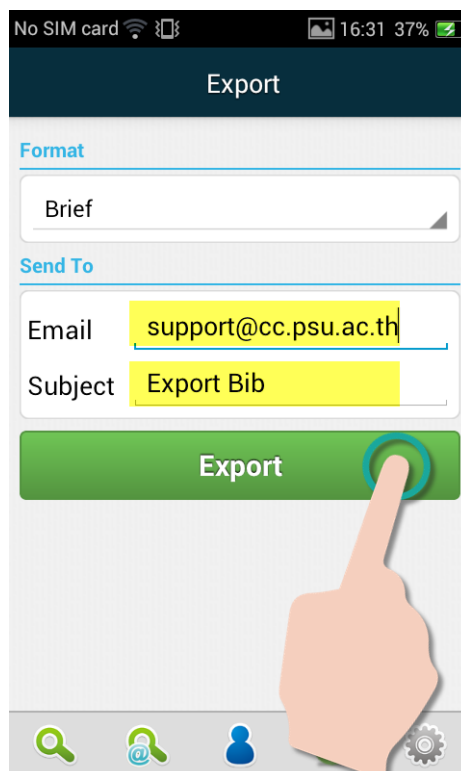 No SIM card 16:31 37%
Export
Format
Brief
Send To
Email support@cc.psu.ac.th
Subject Export Bib
Export
@